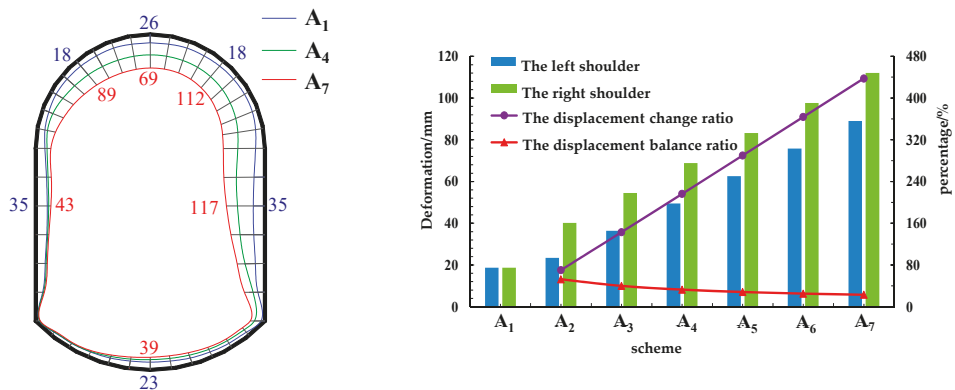 26
18
18
A1
A4
A7
69
89
112
35
43
117
35
39
23
120
100
80
60
40
20
0
Deformation/mm
The left shoulder
The right shoulder
The displacement change ratio
The displacement balance ratio
480
400
320
240
160
80
0
percentage/%
A1 A2 A3 A4 A5 A6 A7
scheme